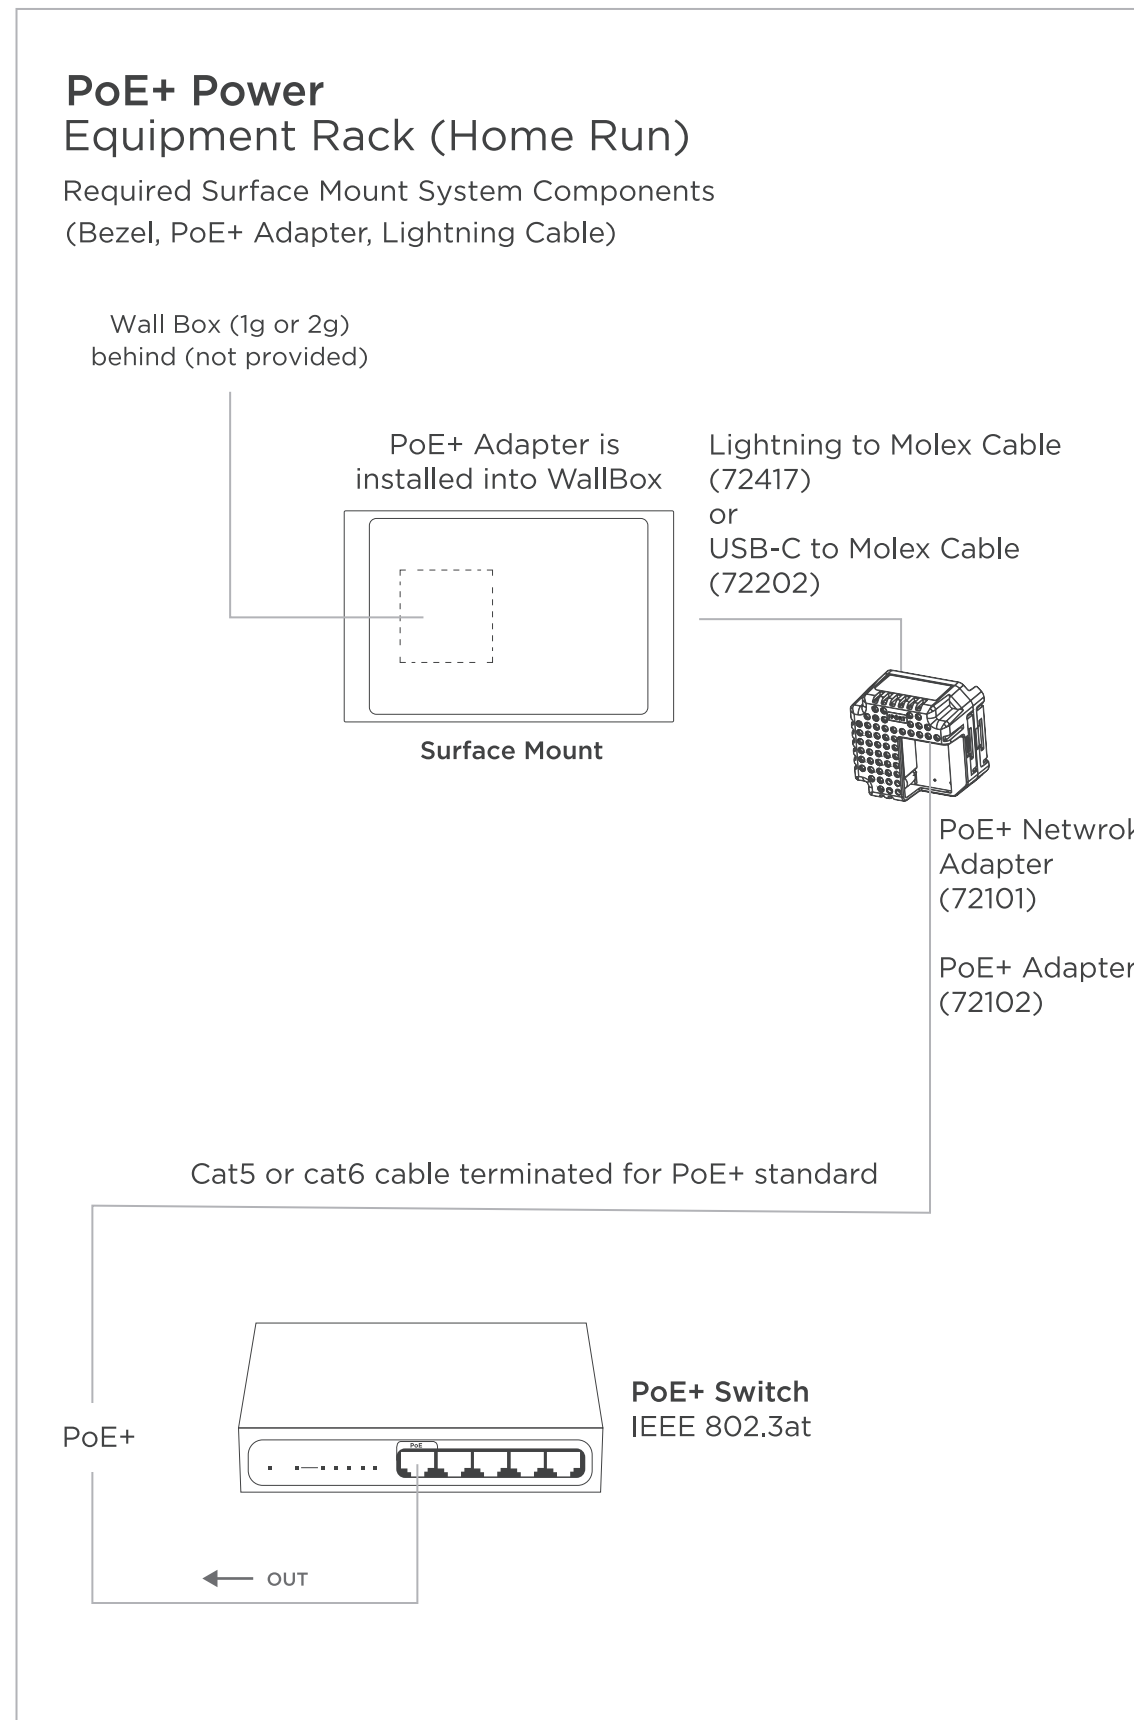 PoE+ Power
Equipment Rack (Home Run)
Required Surface Mount System Components
(Bezel, PoE+ Adapter, Lightning Cable)
Wall Box (1g or 2g)
behind (not provided)
PoE+ Adapter is
installed into WallBox
Lightning to Molex Cable
(72417)
or
USB-C to Molex Cable
(72202)
Surface Mount
PoE+ Netwrok
Adapter
(72101)
PoE+ Adapter
(72102)
Cat5 or cat6 cable terminated for PoE+ standard
PoE+ Switch
IEEE 802.3at
PoE+
PoE
OUT